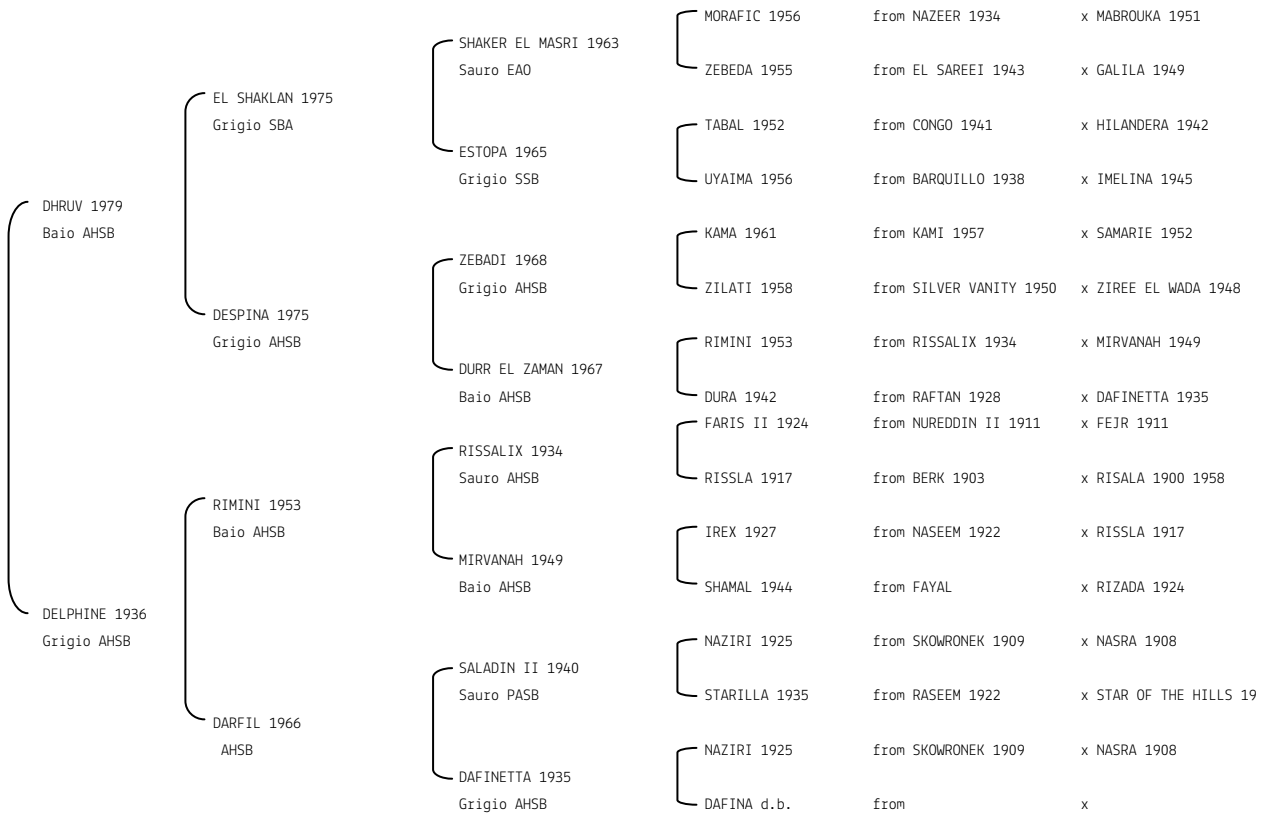 MORAFIC 1956 from NAZEER 1934 x MABROUKA 1951
SHAKER EL MASRI 1963
Sauro EAO
ZEBEDA 1955 from EL SAREEI 1943 x GALILA 1949
EL SHAKLAN 1975
Grigio SBA
TABAL 1952 from CONGO 1941 x HILANDERA 1942
ESTOPA 1965
Grigio SSB
UYAIMA 1956 from BARQUILLO 1938 x IMELINA 1945
DHRUV 1979
Baio AHSB
KAMA 1961 from KAMI 1957 x SAMARIE 1952
ZEBADI 1968
Grigio AHSB
ZILATI 1958 from SILVER VANITY 1950 x ZIREE EL WADA 1948
DESPINA 1975
Grigio AHSB
RIMINI 1953 from RISSALIX 1934 x MIRVANAH 1949
DURR EL ZAMAN 1967
Baio AHSB
DURA 1942 from RAFTAN 1928 x DAFINETTA 1935
FARIS II 1924 from NUREDDIN II 1911 x FEJR 1911
RISSALIX 1934
Sauro AHSB
RISSLA 1917 from BERK 1903 x RISALA 1900 1958
RIMINI 1953
Baio AHSB
IREX 1927 from NASEEM 1922 x RISSLA 1917
MIRVANAH 1949
Baio AHSB
SHAMAL 1944 from FAYAL x RIZADA 1924
DELPHINE 1936
Grigio AHSB
NAZIRI 1925 from SKOWRONEK 1909 x NASRA 1908
SALADIN II 1940
Sauro PASB
STARILLA 1935 from RASEEM 1922 x STAR OF THE HILLS 19
DARFIL 1966
AHSB
NAZIRI 1925 from SKOWRONEK 1909 x NASRA 1908
DAFINETTA 1935
Grigio AHSB
DAFINA d.b. from x